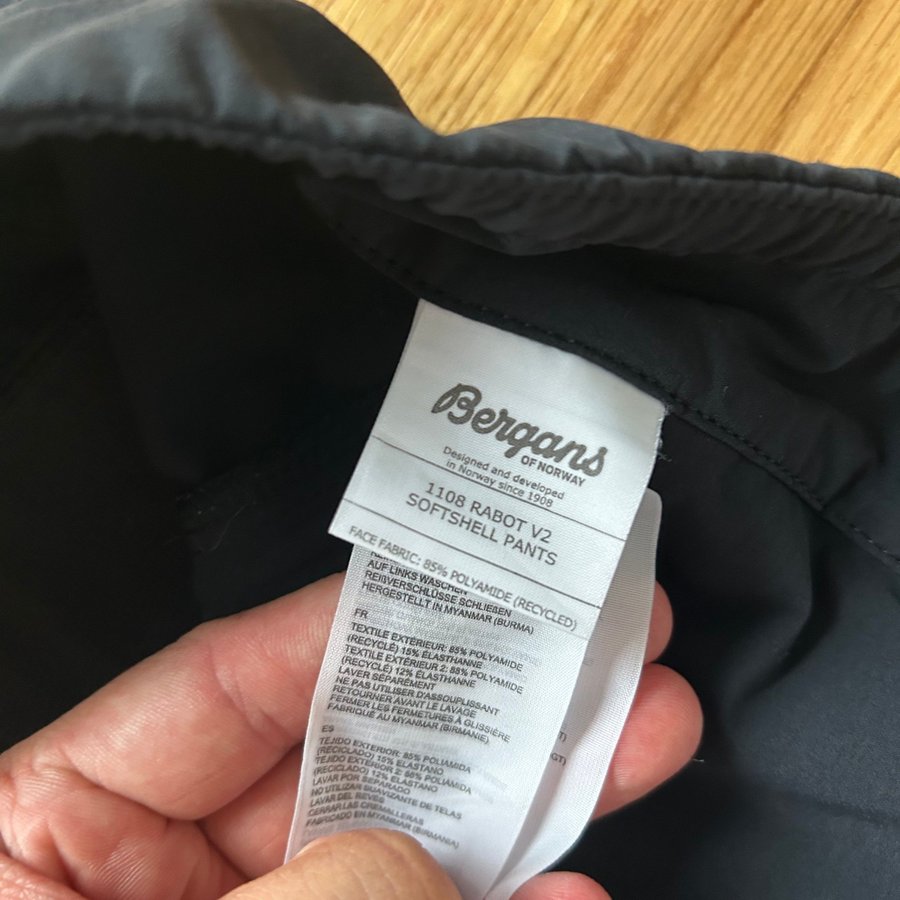 Bergans
OF NORWAY
Designed and developed
in Norway since 1908
1108 RABOT V2
SOFTSHELL PANTS
FACE FABRIC: 85% POLYAMIDE (RECYCLED)
AUF LINKS WASCHEN
REIßVERSCHLÜSSE SCHLIEßEN
HERGESTELLT IN MYANMAR (BURMA)
FR
TEXTILE EXTÉRIEUR: 85% POLYAMIDE
(RECYCLÉ) 15% ÉLASTHANNE
TEXTILE EXTÉRIEUR 2: 88% POLYAMIDE
(RECYCLÉ) 12% ÉLASTHANNE
LAVER SÉPARÉMENT
NE PAS UTILISER D'ASSOUPLISSANT
RETOURNER AVANT LE LAVAGE
FERMER LES FERMETURES À GLISSIÈRE
FABRIQUÉ AU MYANMAR (BIRMANIE)
ES
TEJIDO EXTERIOR: 85% POLIAMIDA
(RECICLADO) 15% ELASTANO
TEJIDO EXTERIOR 2: 88% POLIAMIDA
(RECICLADO) 12% ELASTANO
LAVAR POR SEPARADO
NO UTILIZAR SUAVIZANTE DE TELAS
LAVAR DEL REVÉS
CERRAR LAS CREMALLERAS
FABRICADO EN MYANMAR (BIRMANIA)